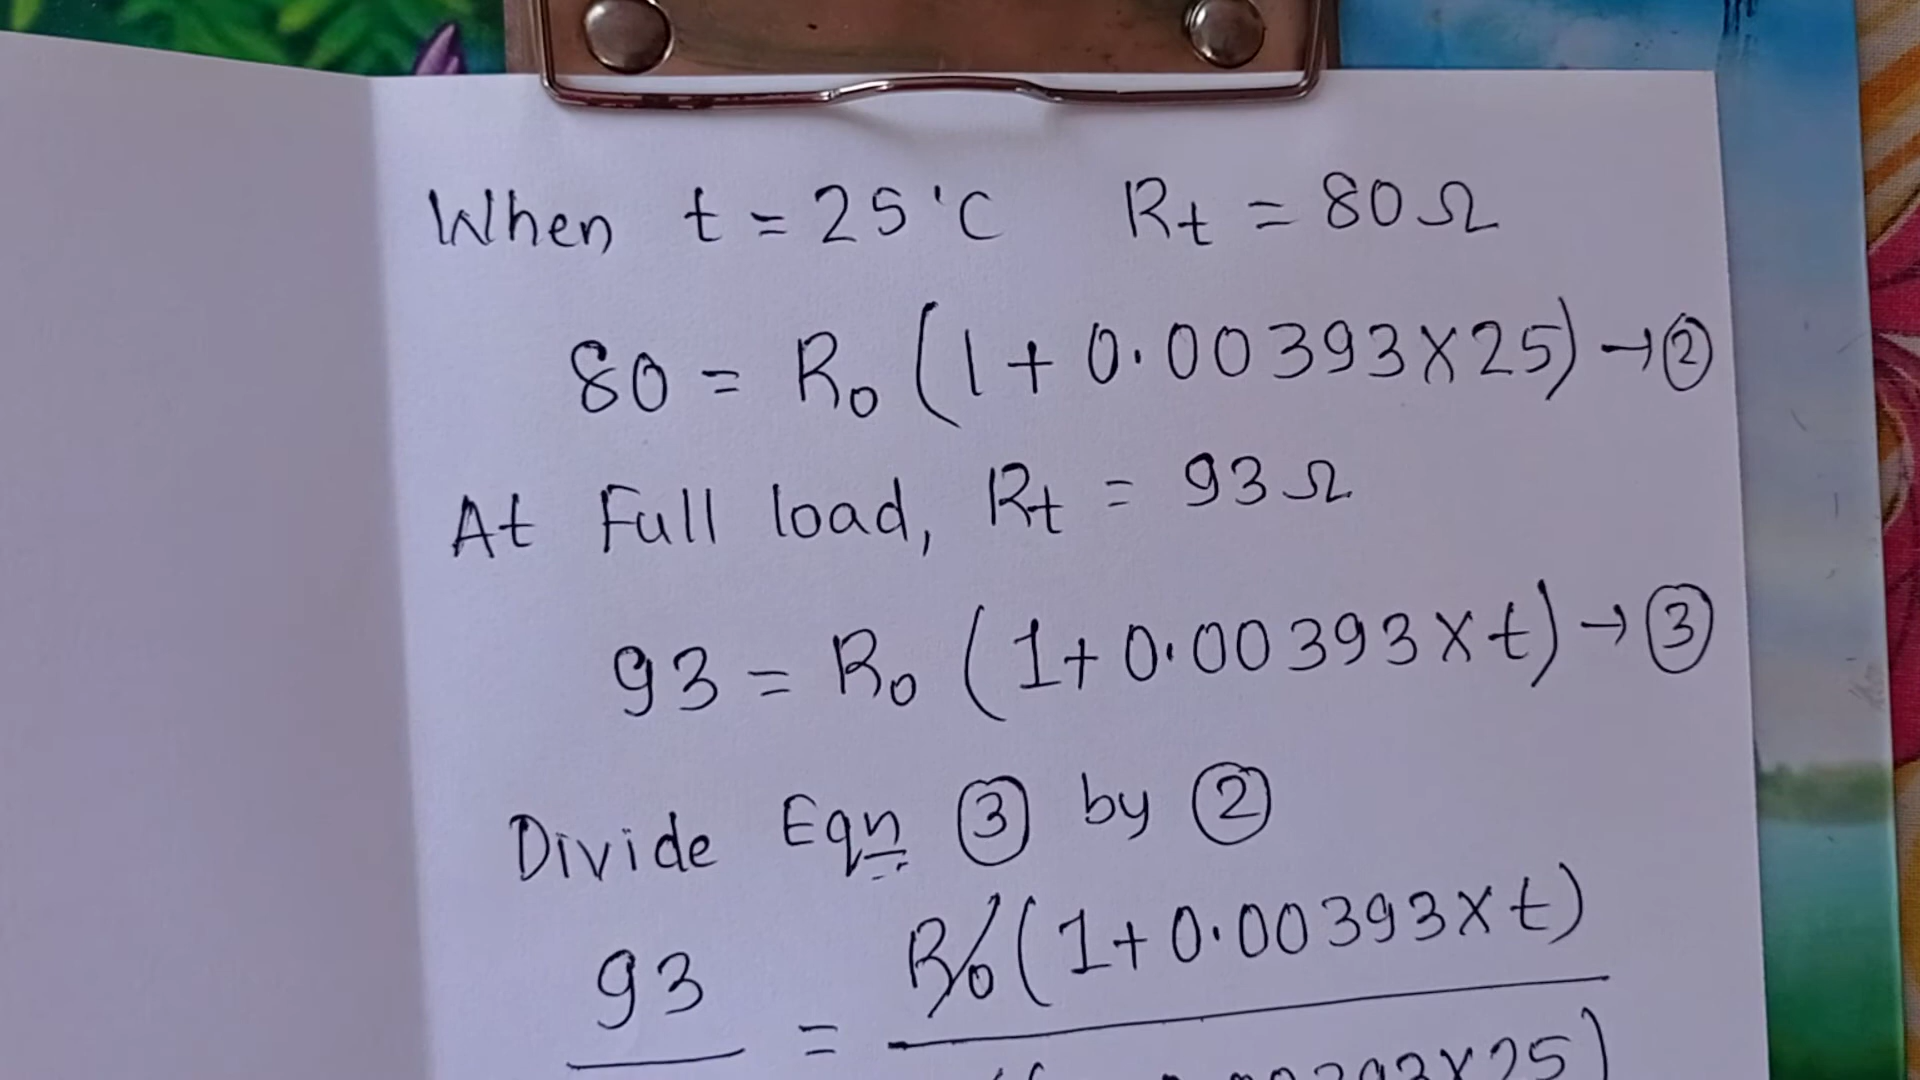 When t = 25°C Rt = 80Ω
80 = R₀ (1 + 0.00393×25) → ②
At Full load, Rt = 93Ω
93 = R₀ (1+0.00393×t) → ③
Divide Eqn ③ by ②
93 = R₀(1+0.00393×t)